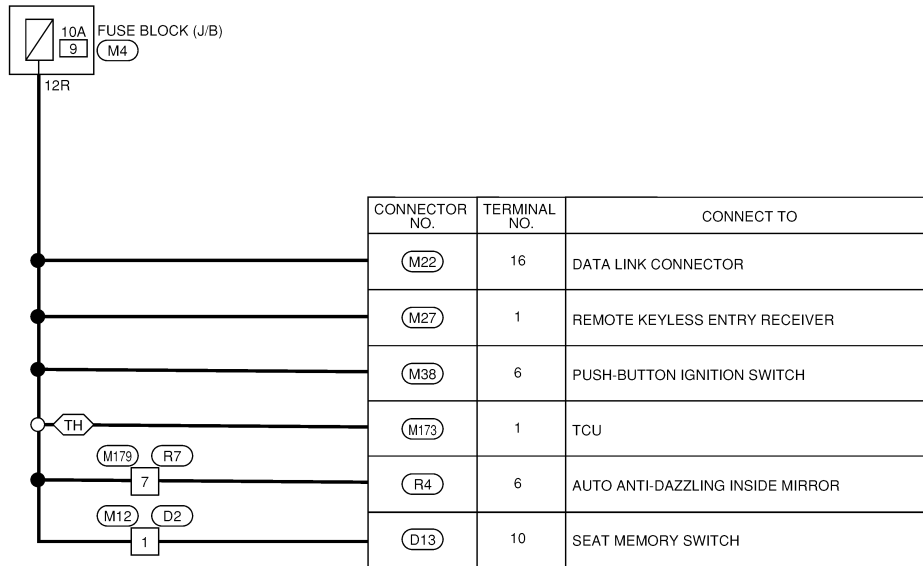 10A FUSE BLOCK (J/B)
9 M4
12R
CONNECTOR NO. TERMINAL NO. CONNECT TO
M22 16 DATA LINK CONNECTOR
M27 1 REMOTE KEYLESS ENTRY RECEIVER
M38 6 PUSH-BUTTON IGNITION SWITCH
TH M173 1 TCU
M179 R7
7 R4 6 AUTO ANTI-DAZZLING INSIDE MIRROR
M12 D2
1 D13 10 SEAT MEMORY SWITCH